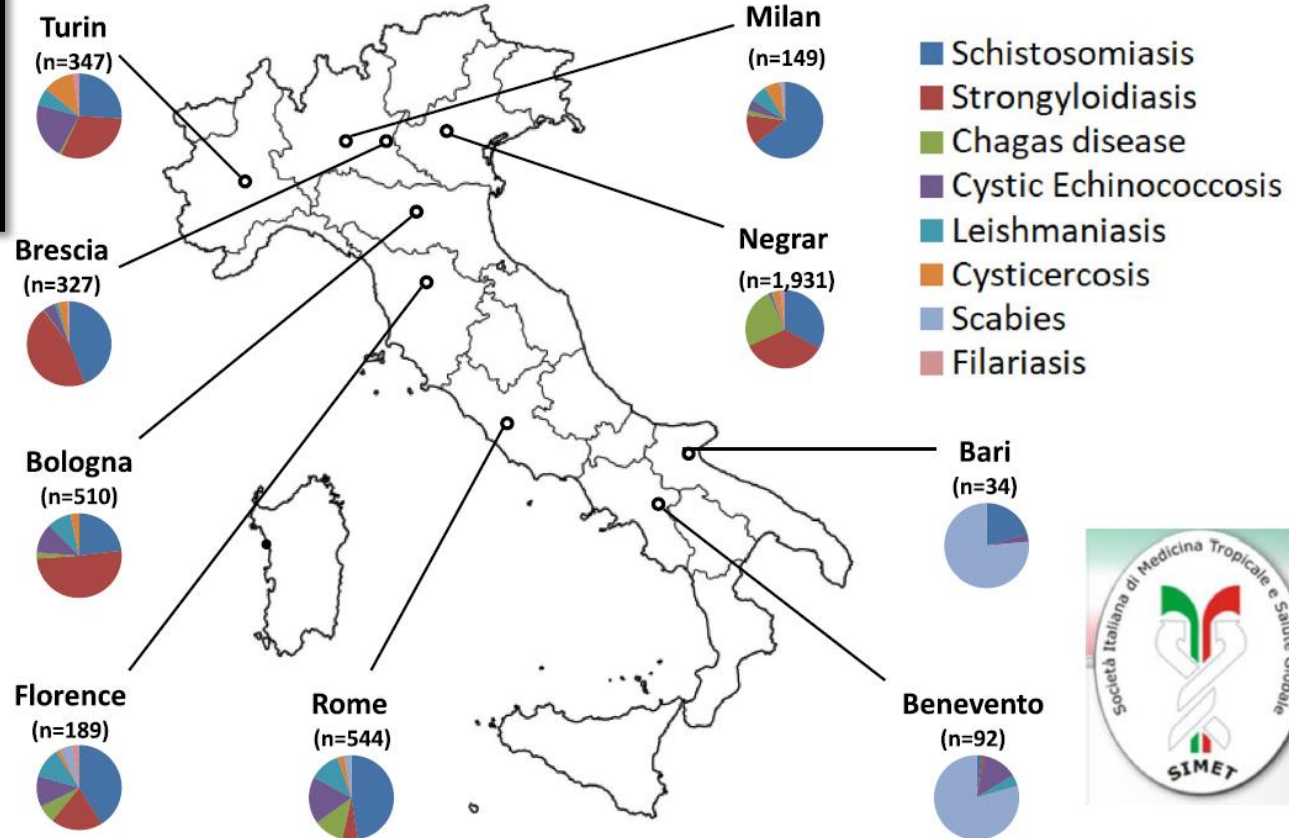 Turin
(n=347)
Milan
(n=149)
Schistosomiasis
Strongyloidiasis
Chagas disease
Cystic Echinococcosis
Leishmaniasis
Cysticercosis
Scabies
Filariasis
Brescia
(n=327)
Negrar
(n=1,931)
Bologna
(n=510)
Bari
(n=34)
Florence
(n=189)
Rome
(n=544)
Benevento
(n=92)
Società Italiana di Medicina Tropicale e Salute Globale
SIMET